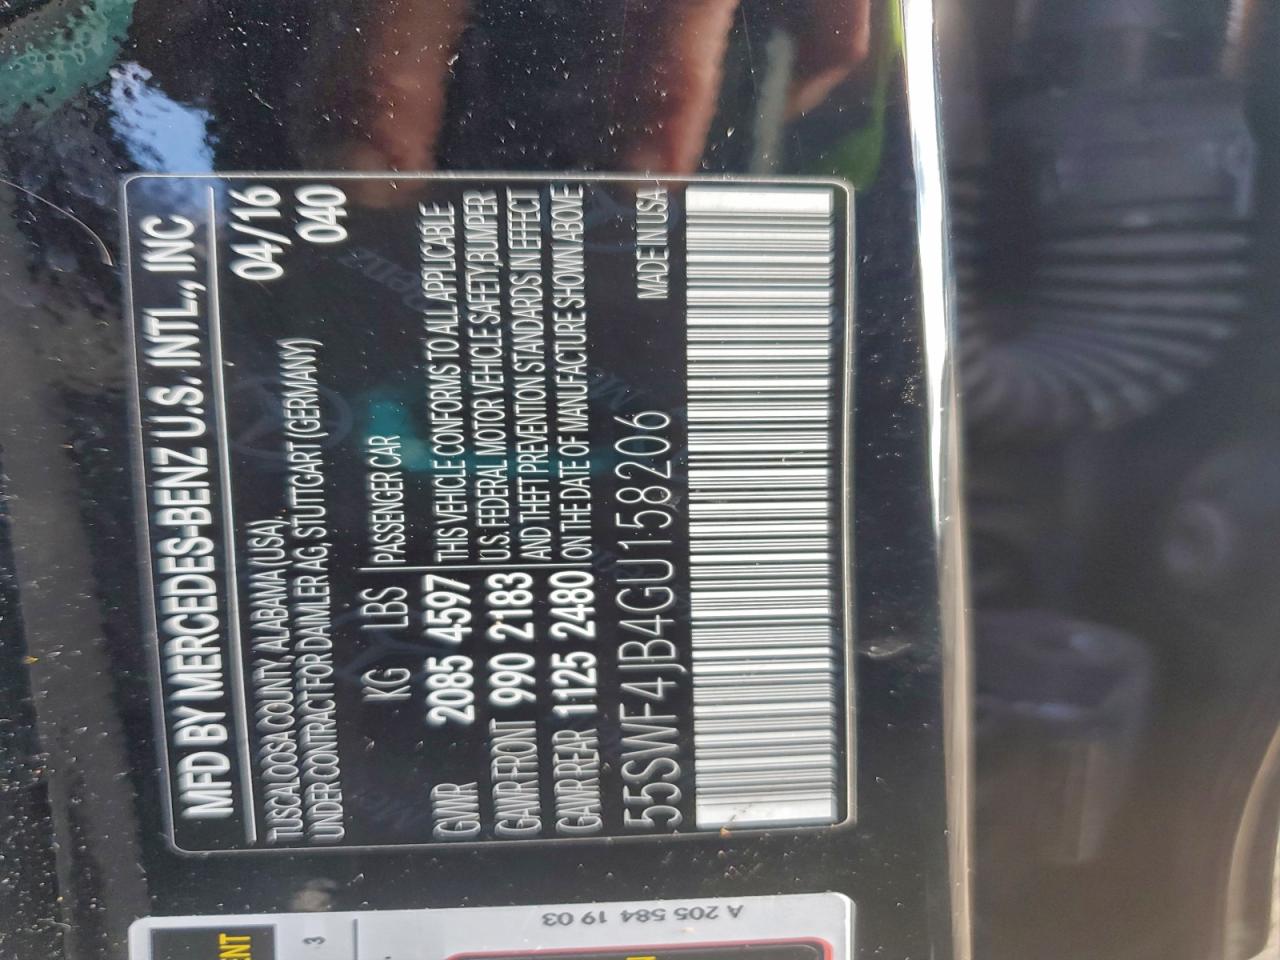 MFD BY MERCEDES-BENZ U.S. INTL., INC
TUSCALOOSA COUNTY, ALABAMA (USA), 04/16
UNDER CONTRACT FOR DAIMLER AG, STUTTGART (GERMANY) 040
KG LBS PASSENGER CAR
GVWR 2085 4597 THIS VEHICLE CONFORMS TO ALL APPLICABLE
U.S. FEDERAL MOTOR VEHICLE SAFETY,BUMPER
GAWR FRONT 990 2183 AND THEFT PREVENTION STANDARDS IN EFFECT
GAWR REAR 1125 2480 ON THE DATE OF MANUFACTURE SHOWN ABOVE
55SWF4JB4GU158206 MADE IN USA
A 205 584 19 03
3